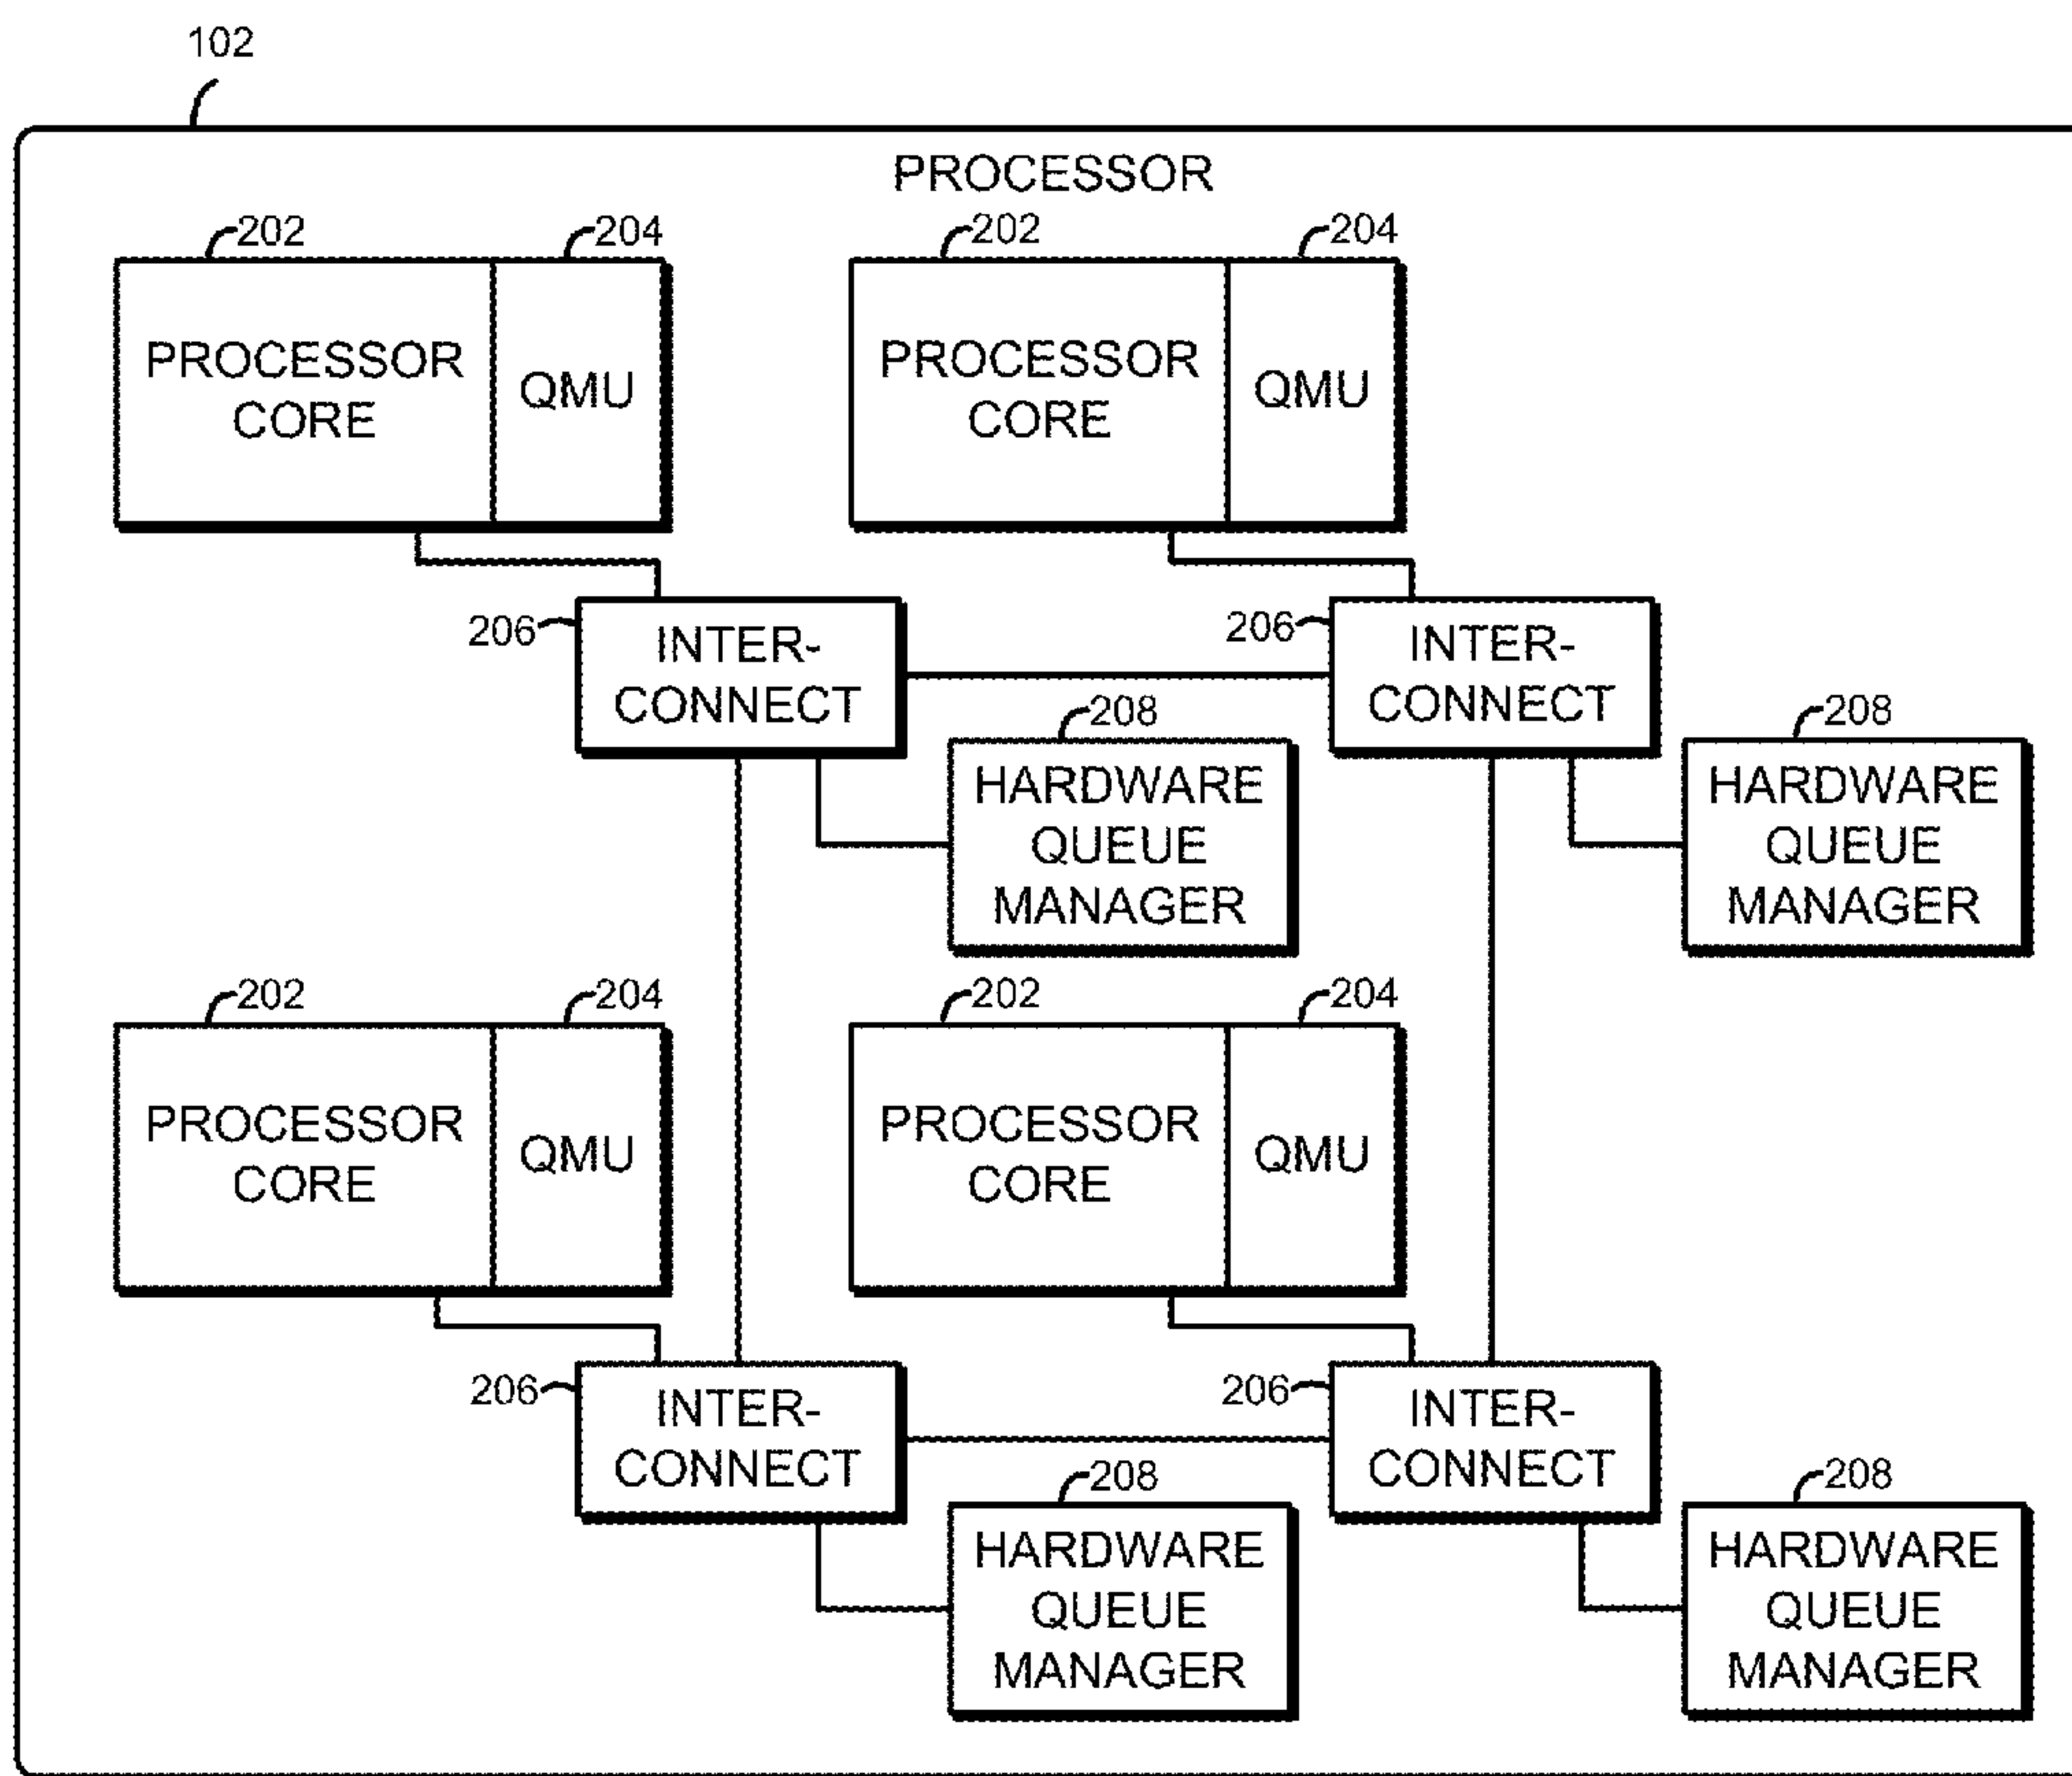 102
PROCESSOR
202
204
202
204
PROCESSOR
CORE
QMU
PROCESSOR
CORE
QMU
206
INTER-
CONNECT
206
INTER-
CONNECT
208
HARDWARE
QUEUE
MANAGER
208
HARDWARE
QUEUE
MANAGER
202
204
202
204
PROCESSOR
CORE
QMU
PROCESSOR
CORE
QMU
206
INTER-
CONNECT
206
INTER-
CONNECT
208
HARDWARE
QUEUE
MANAGER
208
HARDWARE
QUEUE
MANAGER